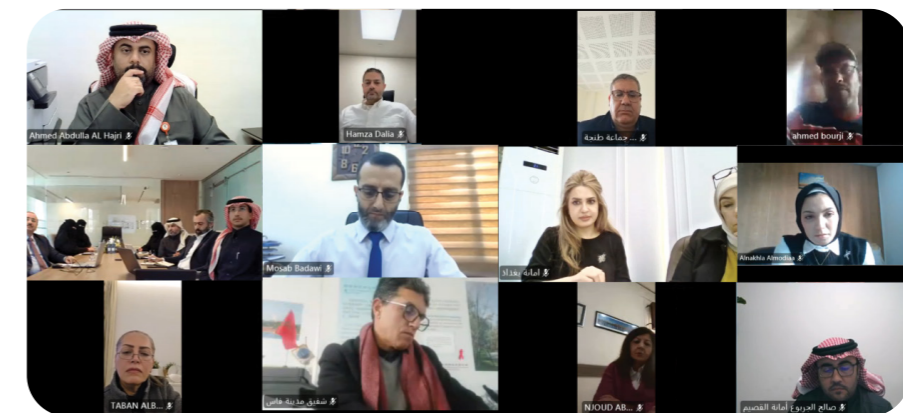 Ahmed Abdulla AL Hajri
Hamza Dalia
... جماعة طنجة
ahmed bourji
Mosab Badawi
أمانة بغداد
Alnakhla Almodiaa
TABAN ALB...
شفيق مدينة فاس
NJOUD AB...
صالح الجربوع أمانة القصيم